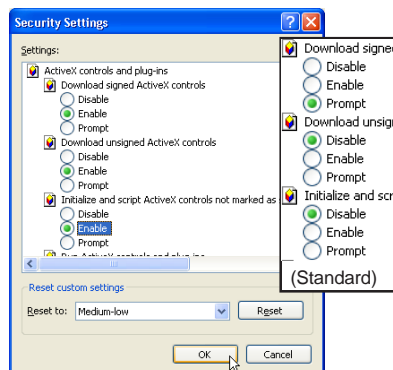 Security Settings
Settings:
ActiveX controls and plug-ins
Download signed ActiveX controls
Disable
Enable
Prompt
Download unsigned ActiveX controls
Disable
Enable
Prompt
Initialize and script ActiveX controls not marked as
Disable
Enable
Prompt
Reset custom settings
Reset to: Medium-low Reset
OK Cancel
Download signed
Disable
Enable
Prompt
Download unsign
Disable
Enable
Prompt
Initialize and scr
Disable
Enable
Prompt
(Standard)